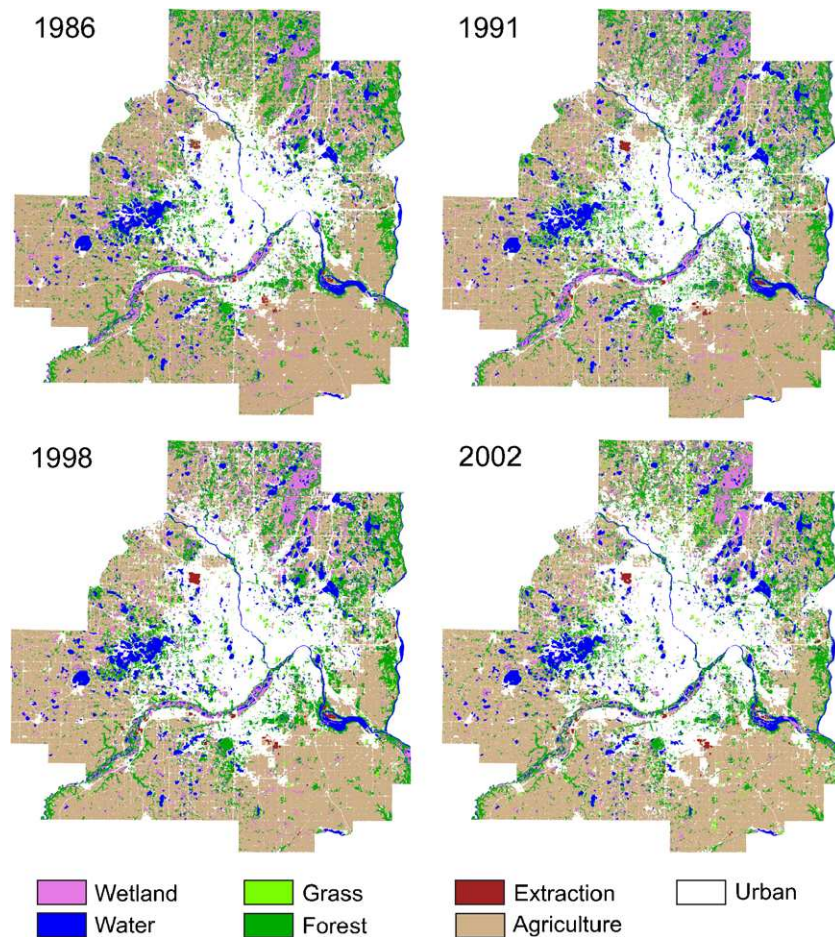 1986
1991
1998
2002
Wetland Grass Extraction Urban
Water Forest Agriculture